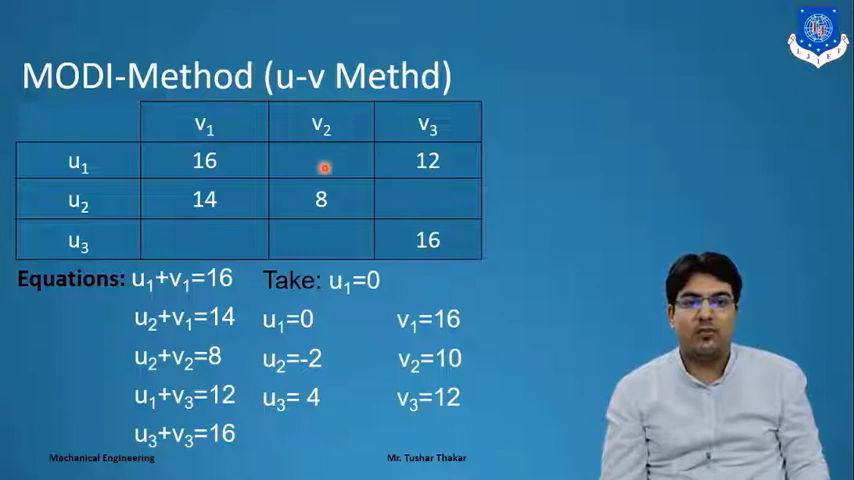 MODI-Method (u-v Methd)
v₁ v₂ v₃
u₁ 16 12
u₂ 14 8
u₃ 16
Equations: u₁+v₁=16 Take: u₁=0
u₂+v₁=14 u₁=0 v₁=16
u₂+v₂=8 u₂=-2 v₂=10
u₁+v₃=12 u₃= 4 v₃=12
u₃+v₃=16
Mechanical Engineering Mr. Tushar Thakar
L J I E T